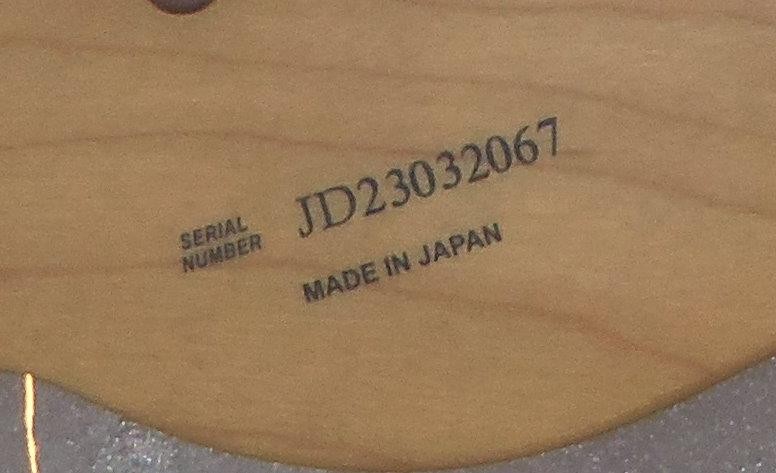 SERIAL
NUMBER
JD23032067
MADE IN JAPAN